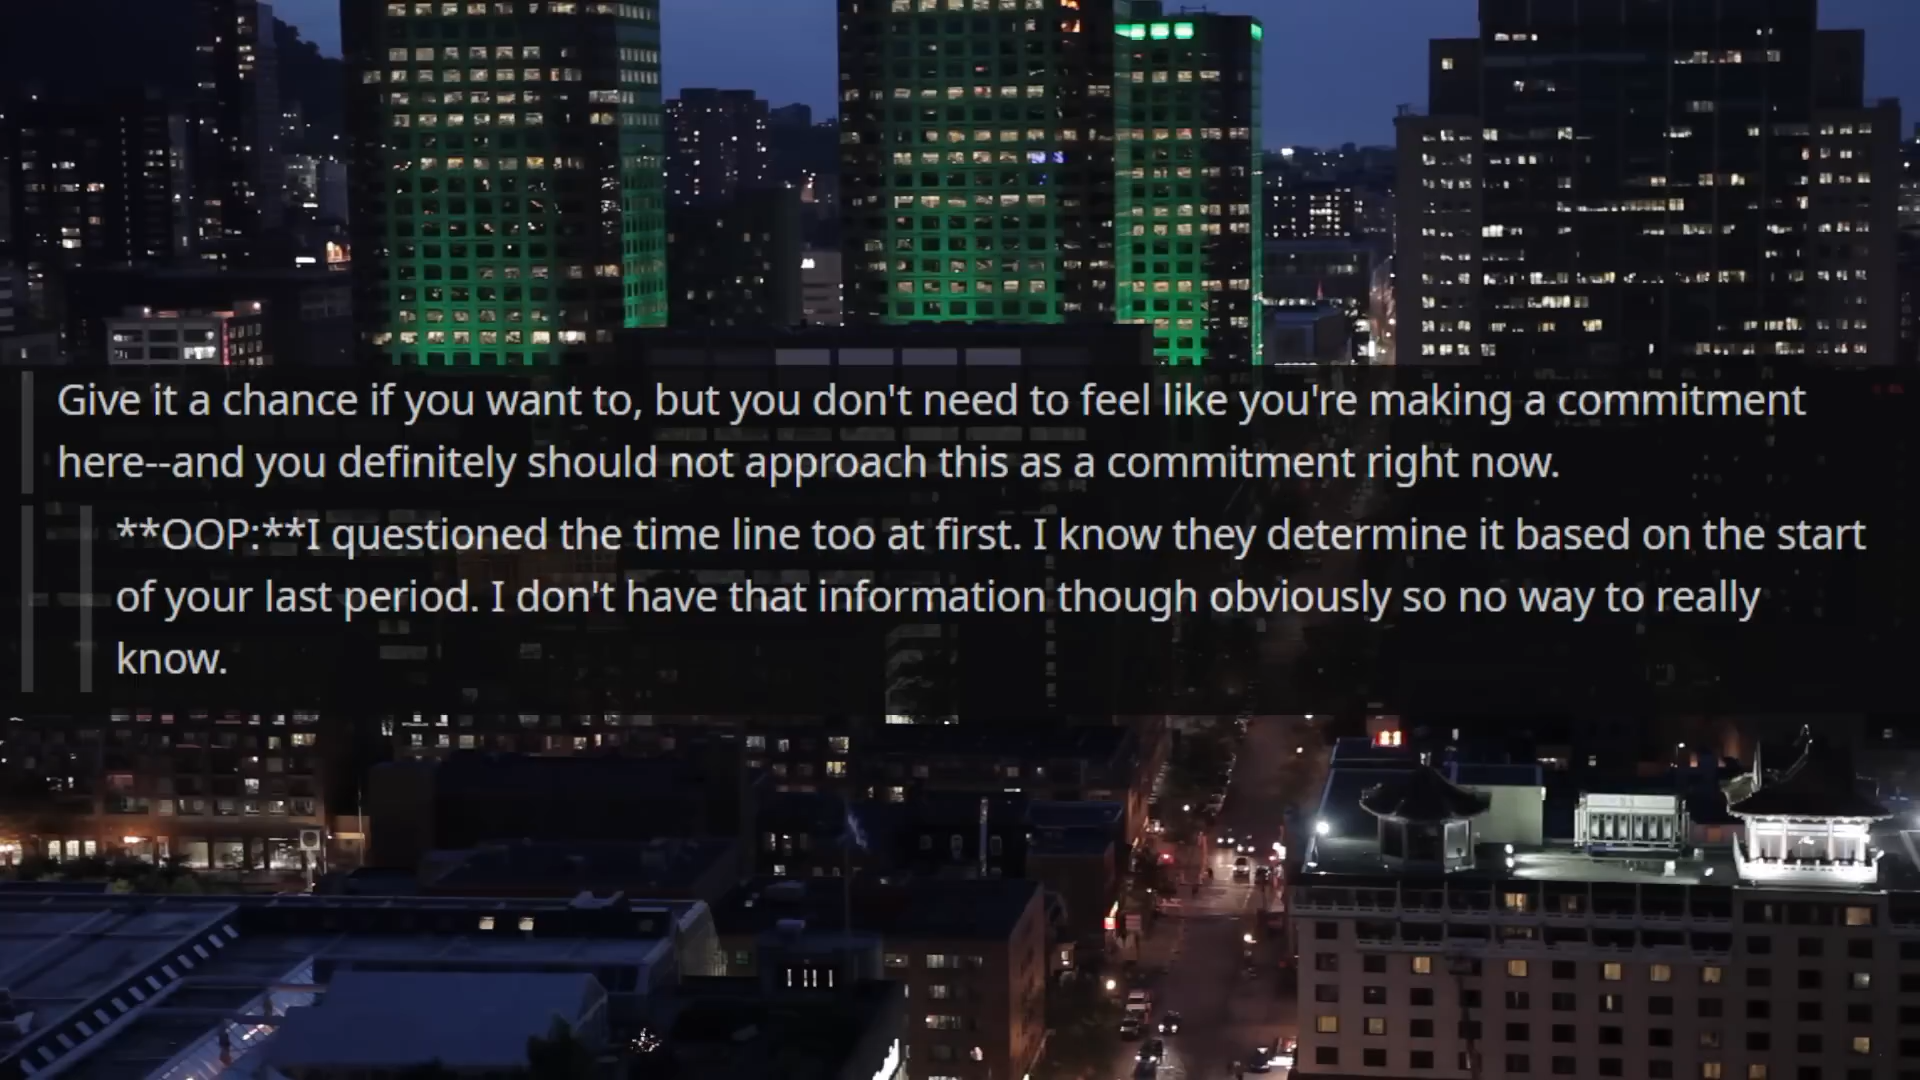 Give it a chance if you want to, but you don't need to feel like you're making a commitment
here--and you definitely should not approach this as a commitment right now.
**OOP:**I questioned the time line too at first. I know they determine it based on the start
of your last period. I don't have that information though obviously so no way to really
know.